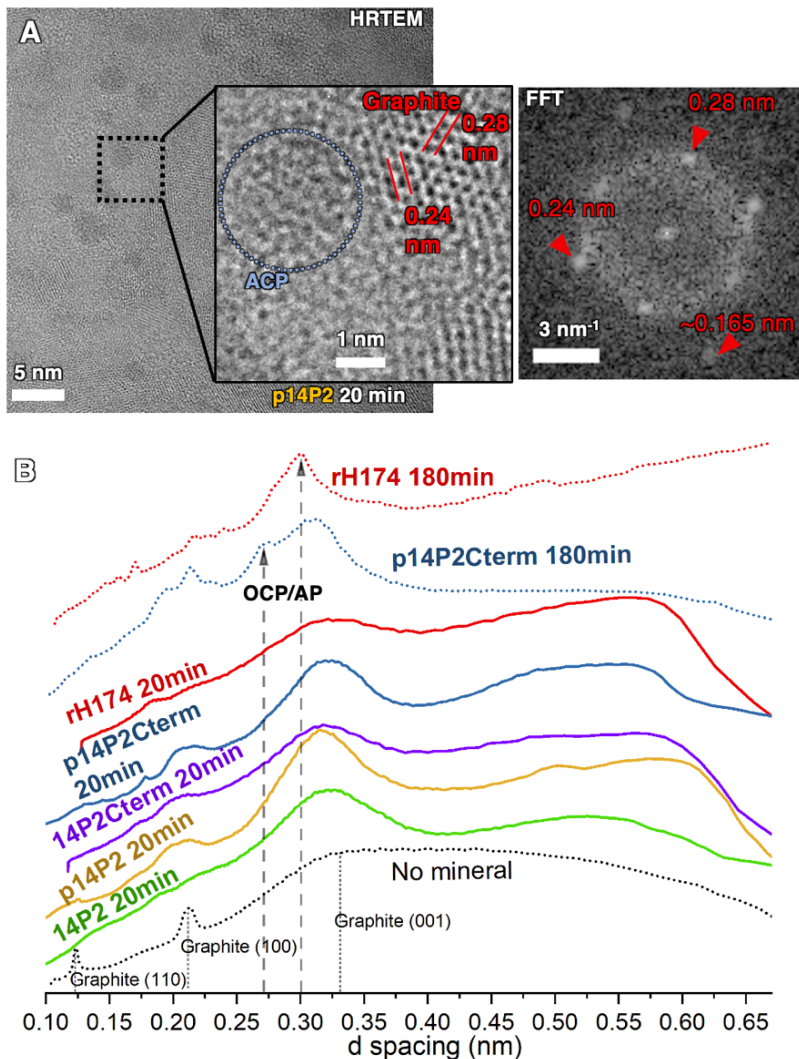 A
HRTEM
Graphite
0.28
nm
0.24
nm
ACP
1 nm
5 nm
p14P2 20 min
FFT
0.28 nm
0.24 nm
~0.165 nm
3 nm-1
B
rH174 180min
p14P2Cterm 180min
OCP/AP
rH174 20min
p14P2Cterm
20min
14P2Cterm 20min
p14P2 20min
14P2 20min
No mineral
Graphite (001)
Graphite (100)
Graphite (110)
0.10 0.15 0.20 0.25 0.30 0.35 0.40 0.45 0.50 0.55 0.60 0.65
d spacing (nm)